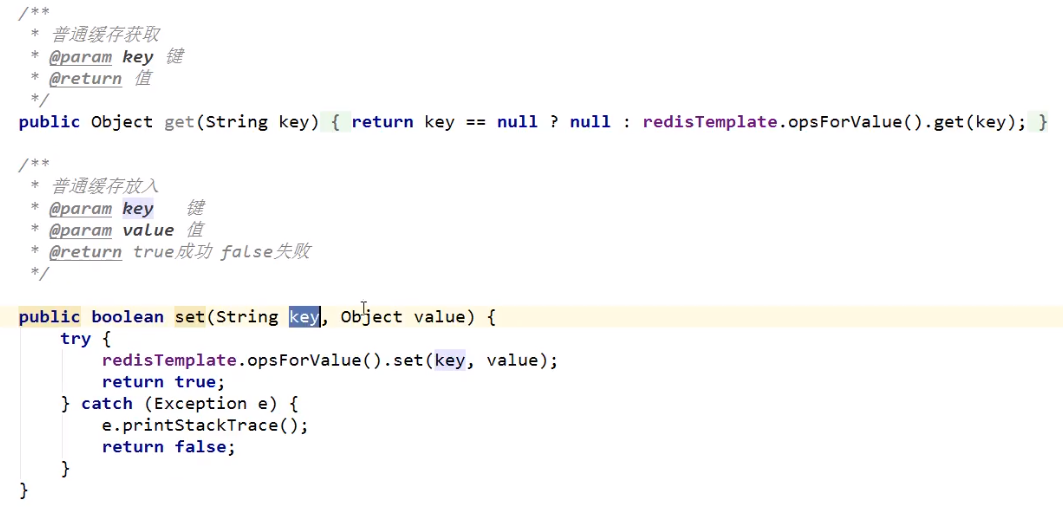 /**
 * 普通缓存获取
 * @param key 键
 * @return 值
 */
public Object get(String key) { return key == null ? null : redisTemplate.opsForValue().get(key); }
/**
 * 普通缓存放入
 * @param key   键
 * @param value 值
 * @return true成功 false失败
 */
public boolean set(String key, Object value) {
    try {
        redisTemplate.opsForValue().set(key, value);
        return true;
    } catch (Exception e) {
        e.printStackTrace();
        return false;
    }
}